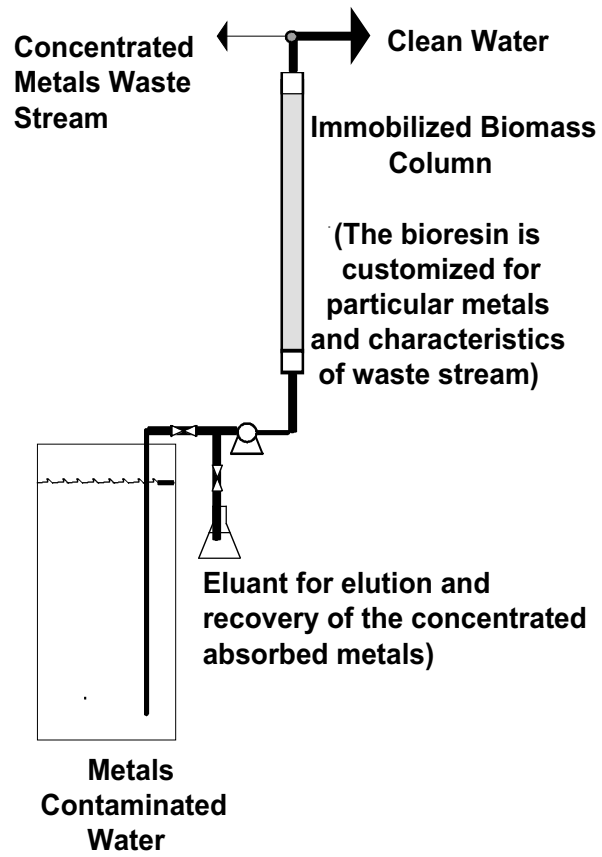 Concentrated
Metals Waste
Stream
Clean Water
Immobilized Biomass
Column
(The bioresin is
customized for
particular metals
and characteristics
of waste stream)
Eluant for elution and
recovery of the concentrated
absorbed metals)
Metals
Contaminated
Water